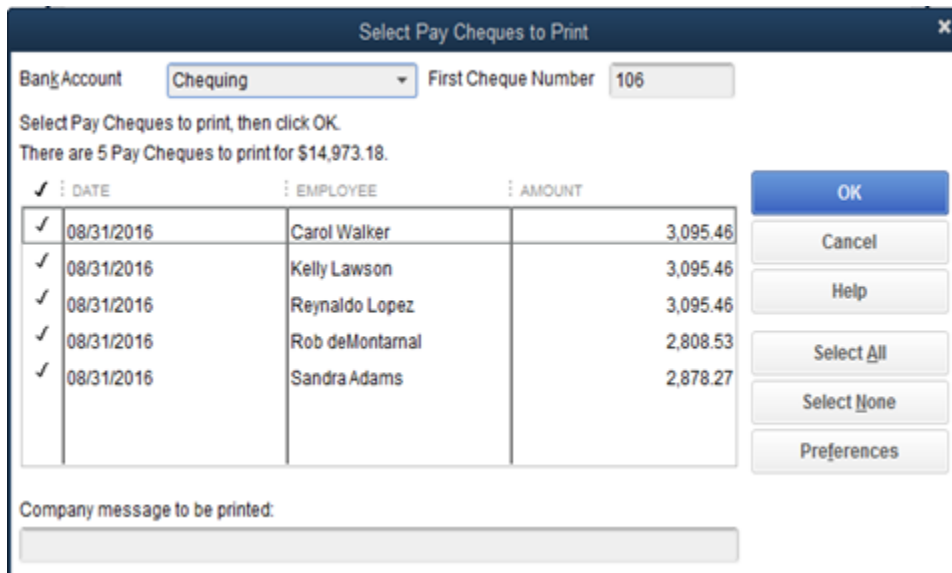 Select Pay Cheques to Print
Bank Account Chequing First Cheque Number 106
Select Pay Cheques to print, then click OK.
There are 5 Pay Cheques to print for $14,973.18.
✓ DATE EMPLOYEE AMOUNT
✓ 08/31/2016 Carol Walker 3,095.46
✓ 08/31/2016 Kelly Lawson 3,095.46
✓ 08/31/2016 Reynaldo Lopez 3,095.46
✓ 08/31/2016 Rob deMontarnal 2,808.53
✓ 08/31/2016 Sandra Adams 2,878.27
OK
Cancel
Help
Select All
Select None
Preferences
Company message to be printed: